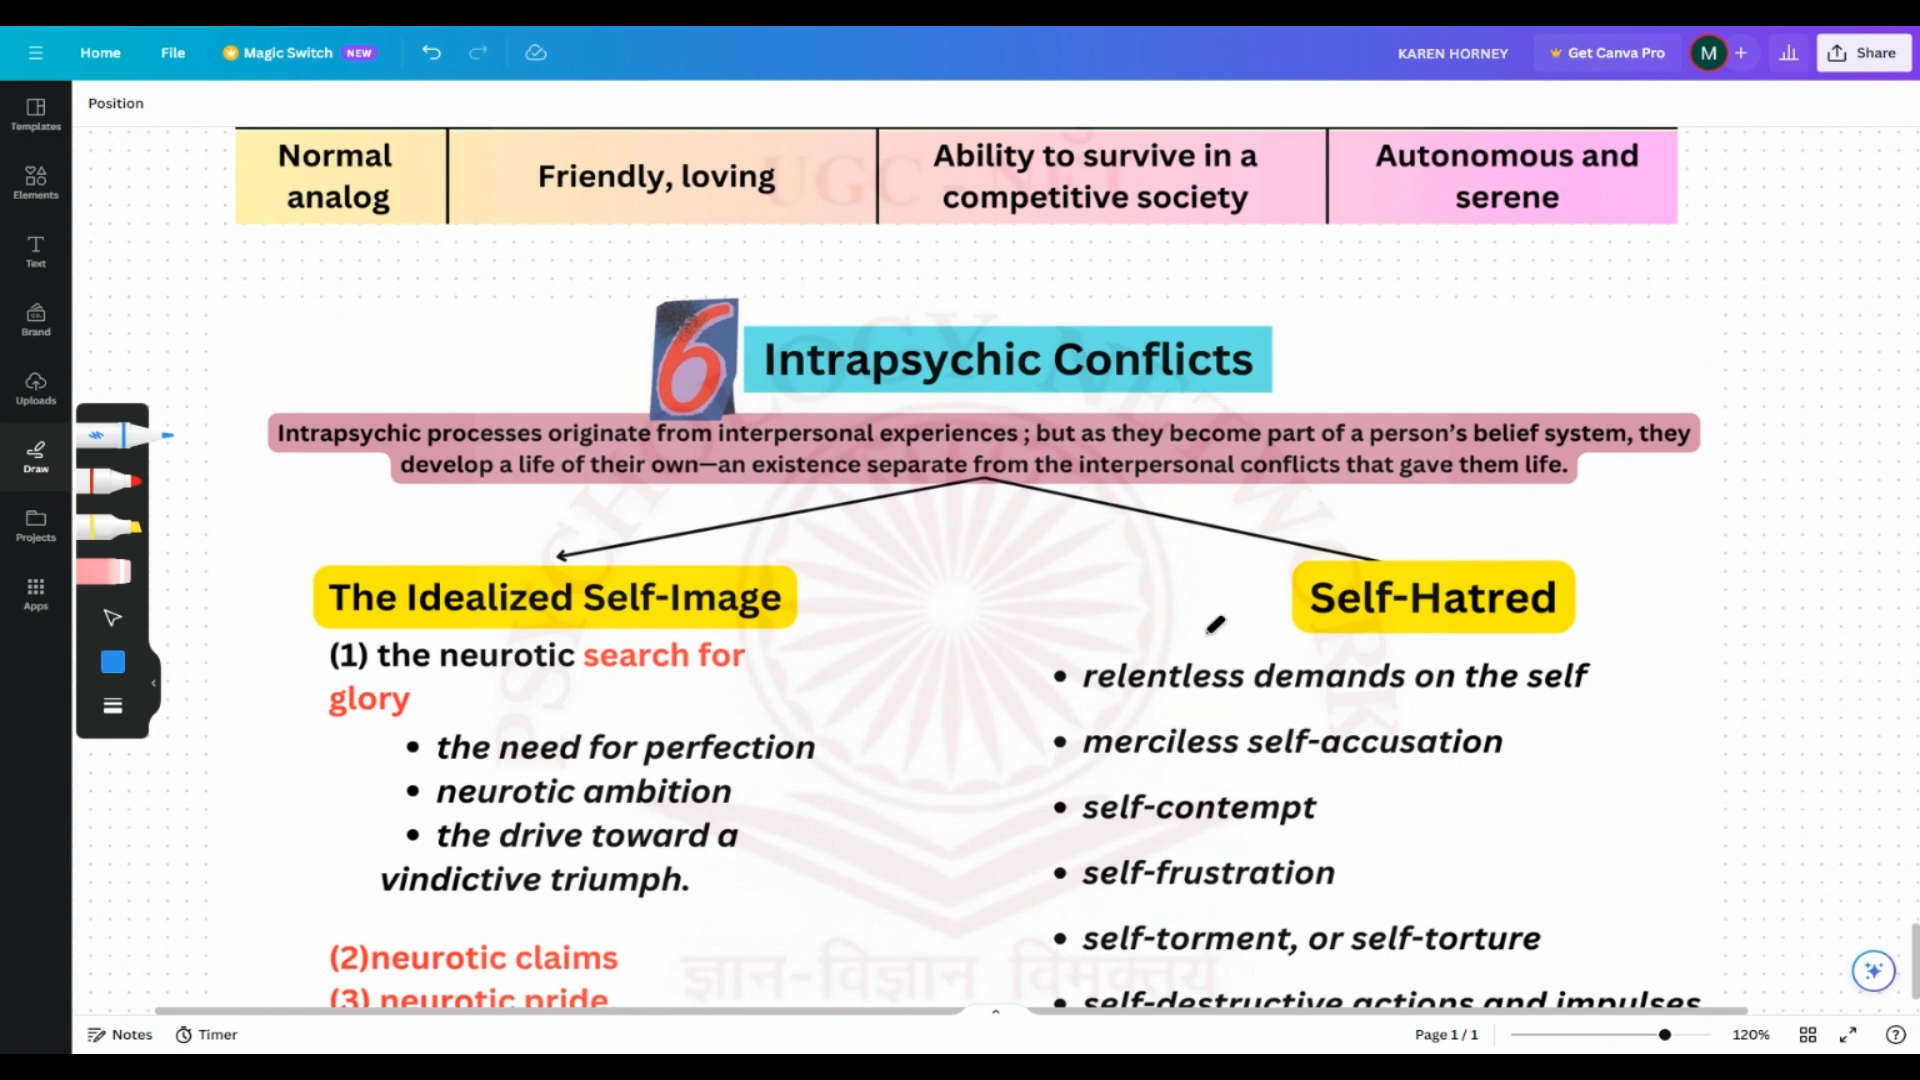 Home File Magic Switch NEW KAREN HORNEY Get Canva Pro M + Share
Position
Templates
Elements
Text
Brand
Uploads
Draw
Projects
Apps
Normal analog
Friendly, loving
Ability to survive in a
competitive society
Autonomous and
serene
UGC - NET
6 Intrapsychic Conflicts
Intrapsychic processes originate from interpersonal experiences ; but as they become part of a person's belief system, they
develop a life of their own—an existence separate from the interpersonal conflicts that gave them life.
PSYCHOLOGY NETWORK
The Idealized Self-Image
(1) the neurotic search for
glory
• the need for perfection
• neurotic ambition
• the drive toward a
vindictive triumph.
(2)neurotic claims
(3) neurotic pride
Self-Hatred
• relentless demands on the self
• merciless self-accusation
• self-contempt
• self-frustration
• self-torment, or self-torture
• self-destructive actions and impulses
ज्ञान-विज्ञान विमुक्तये
Notes Timer Page 1 / 1 120%